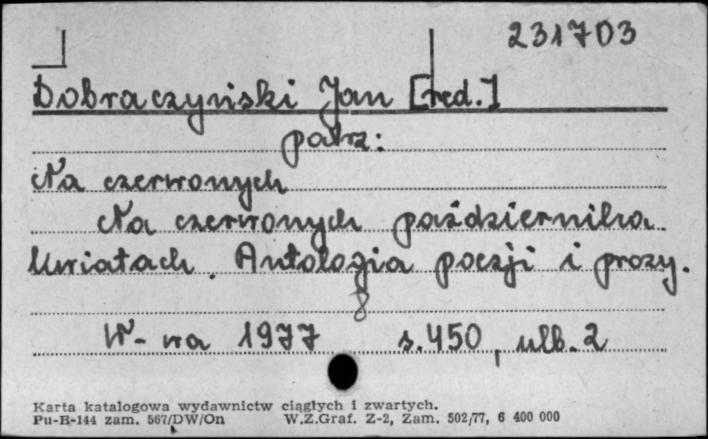 231703
Dobraczyński Jan [red.]
patrz:
Na czerwonych
Na czerwonych października
kwiatach. Antologia poezji i prozy.
8
W-wa 1977 s. 450, ulb. 2
Karta katalogowa wydawnictw ciągłych i zwartych.
Pu-B-144 zam. 567/DW/On W.Z.Graf. Z-2, Zam. 502/77, 6 400 000